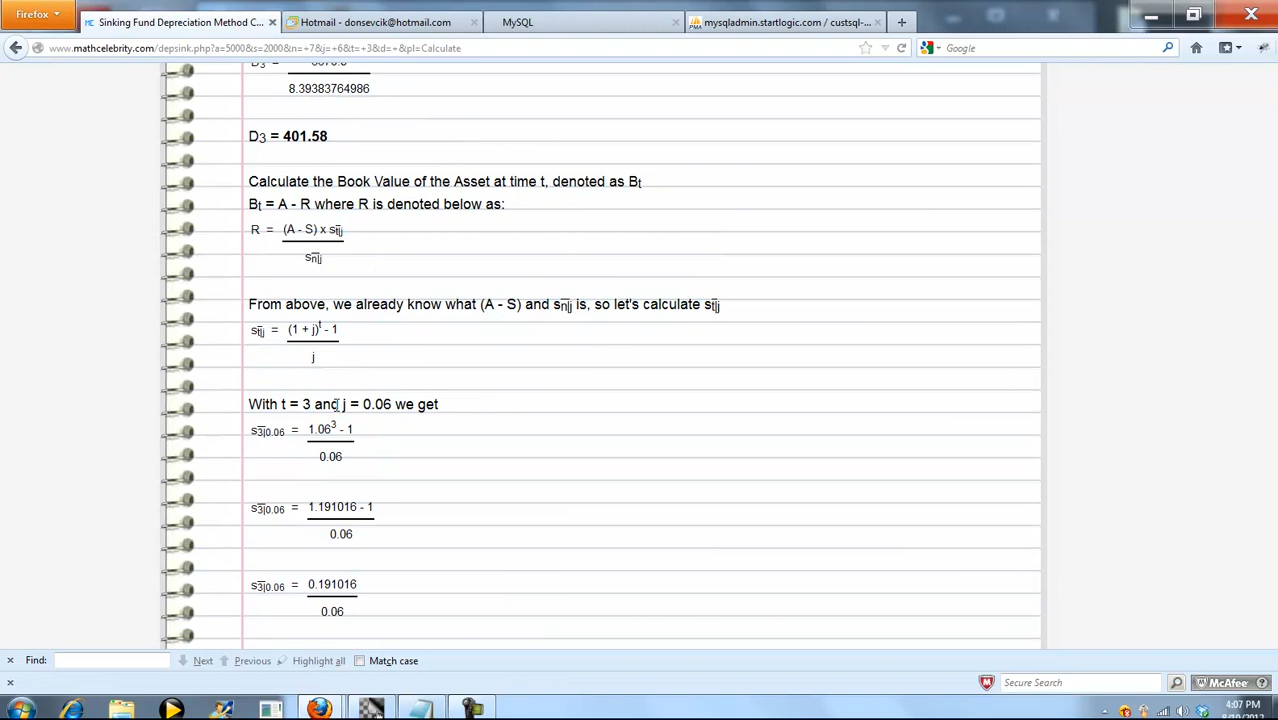 Firefox
Sinking Fund Depreciation Method C...
Hotmail - donsevcik@hotmail.com
MySQL
mysqladmin.startlogic.com / custsql-...
www.mathcelebrity.com/depsink.php?t=5000&s=2000&n=+7&j=+6&t=+3&d=+&pl=Calculate
Google
D3 =
8.39383764986
D3 = 401.58
Calculate the Book Value of the Asset at time t, denoted as Bt
Bt = A - R where R is denoted below as:
R = (A - S) x st|j
sn|j
From above, we already know what (A - S) and sn|j is, so let's calculate st|j
st|j = (1 + j)t - 1
j
With t = 3 and j = 0.06 we get
s3|0.06 = 1.063 - 1
0.06
s3|0.06 = 1.191016 - 1
0.06
s3|0.06 = 0.191016
0.06
Find:
Next
Previous
Highlight all
Match case
Secure Search
McAfee
4:07 PM